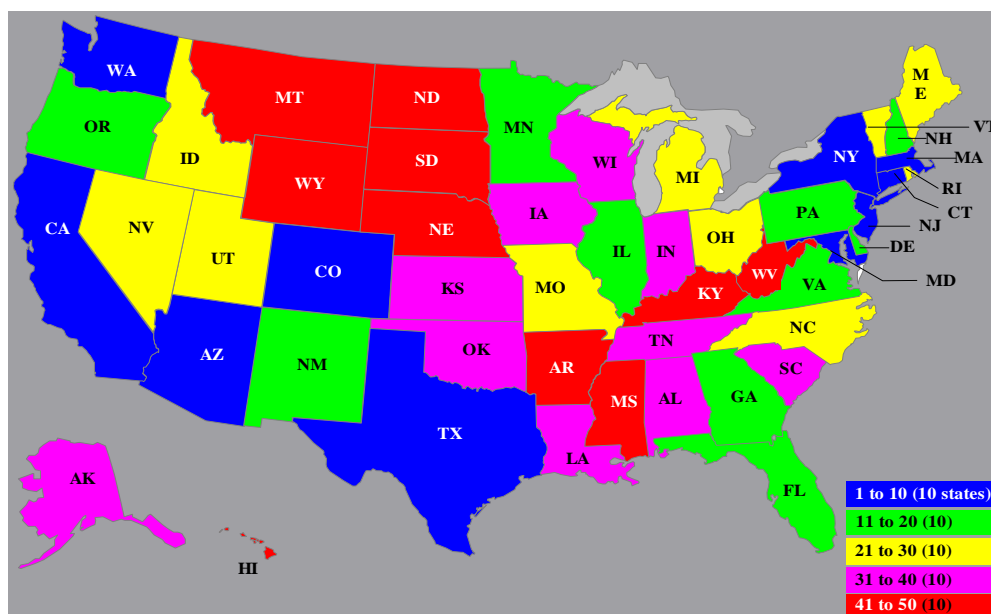 WA
MT
ND
MN
M
E
VT
OR
ID
SD
WI
NY
NH
MA
WY
MI
RI
CA
NV
IA
PA
CT
NE
OH
NJ
UT
CO
IL
IN
DE
KS
MO
WV
VA
MD
KY
AZ
NM
OK
TN
NC
AR
SC
TX
MS
AL
GA
LA
AK
FL
HI
1 to 10 (10 states)
11 to 20 (10)
21 to 30 (10)
31 to 40 (10)
41 to 50 (10)